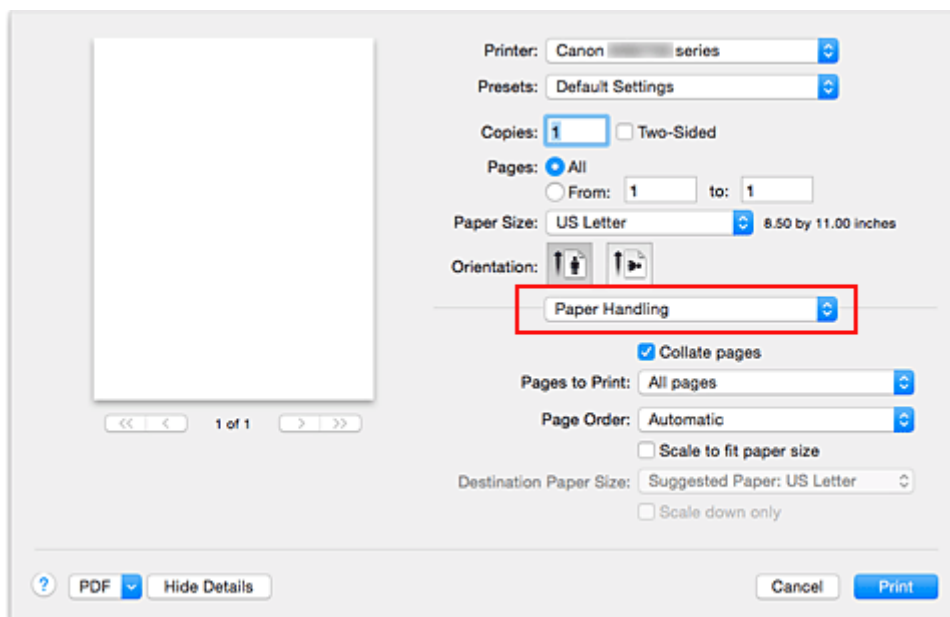 Printer: Canon series
Presets: Default Settings
Copies: 1 Two-Sided
Pages: All
From: 1 to: 1
Paper Size: US Letter 8.50 by 11.00 inches
Orientation:
Paper Handling
Collate pages
Pages to Print: All pages
<< < 1 of 1 > >>
Page Order: Automatic
Scale to fit paper size
Destination Paper Size: Suggested Paper: US Letter
Scale down only
? PDF Hide Details Cancel Print